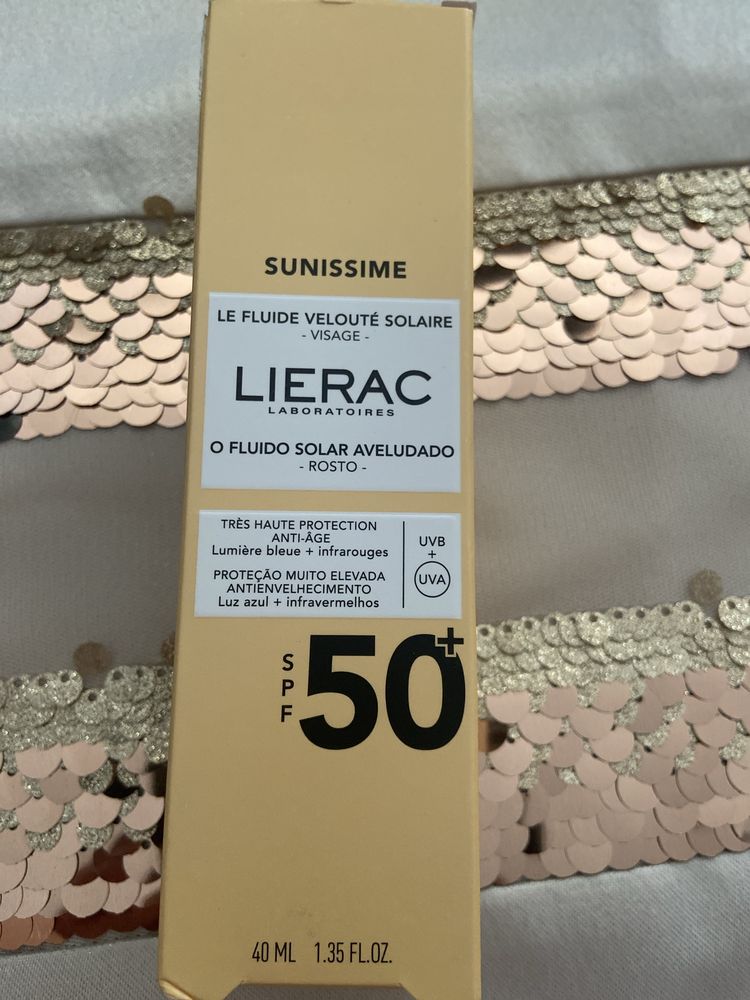 SUNISSIME
LE FLUIDE VELOUTÉ SOLAIRE
- VISAGE -
LIERAC
LABORATOIRES
O FLUIDO SOLAR AVELUDADO
- ROSTO -
TRÈS HAUTE PROTECTION
ANTI-ÂGE
Lumière bleue + infrarouges
PROTEÇÃO MUITO ELEVADA
ANTIENVELHECIMENTO
Luz azul + infravermelhos
UVB
+
UVA
SPF 50+
40 ML 1.35 FL.OZ.